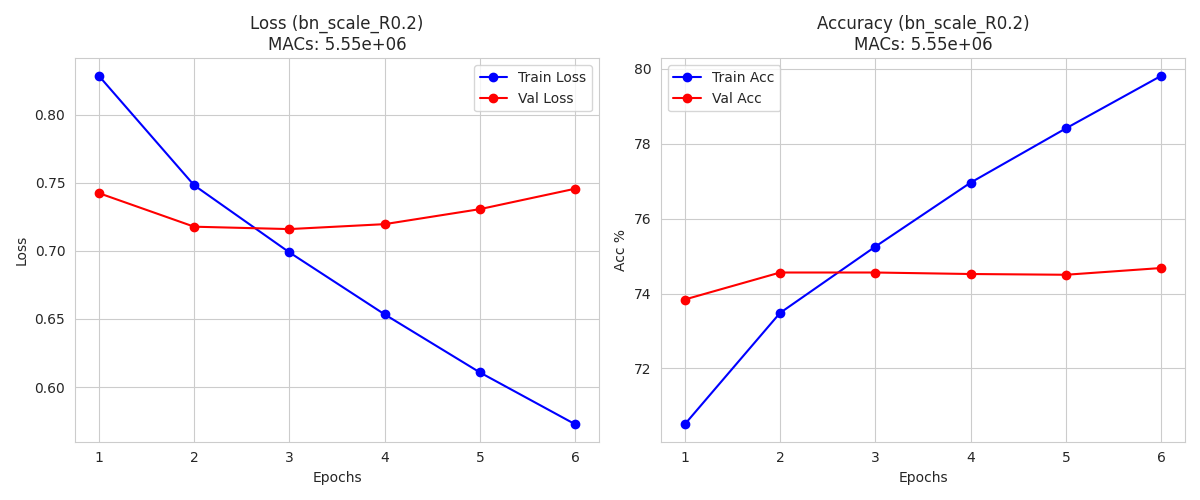 Loss (bn_scale_R0.2)
MACs: 5.55e+06
Train Loss
Val Loss
0.80
0.75
0.70
0.65
0.60
Loss
1 2 3 4 5 6
Epochs
Accuracy (bn_scale_R0.2)
MACs: 5.55e+06
Train Acc
Val Acc
80
78
76
74
72
Acc %
1 2 3 4 5 6
Epochs